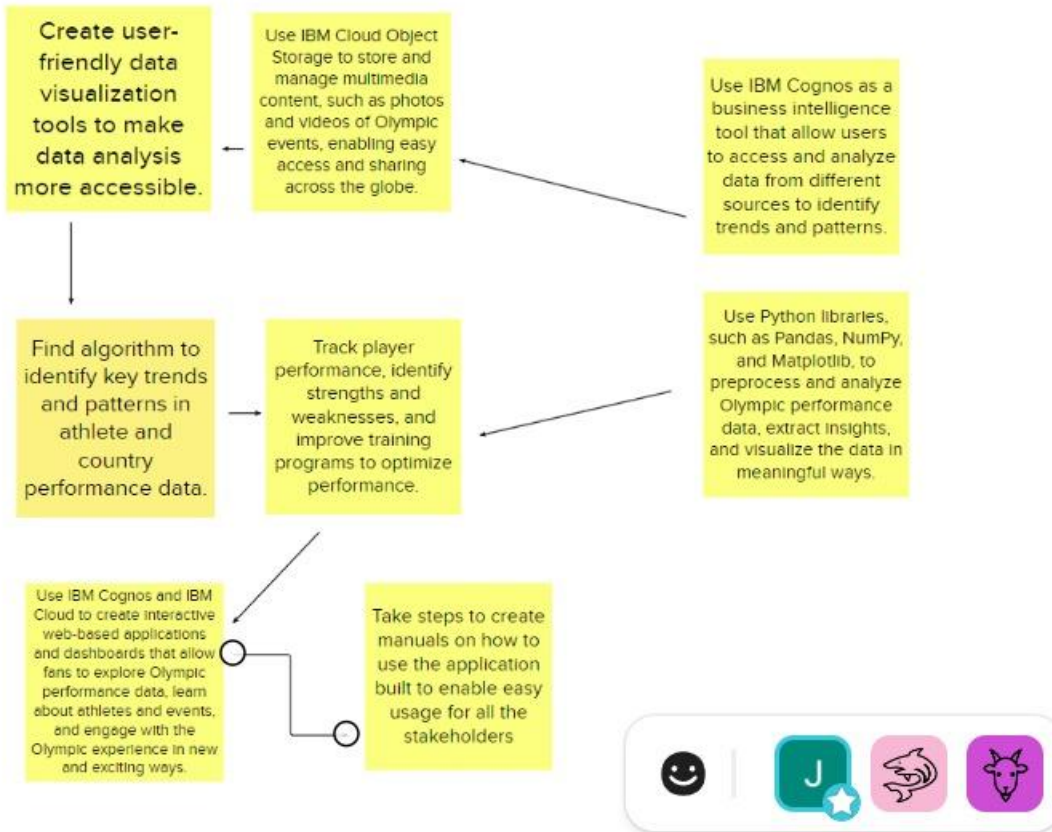 Create user-
friendly data
visualization
tools to make
data analysis
more accessible.
Use IBM Cloud Object
Storage to store and
manage multimedia
content, such as photos
and videos of Olympic
events, enabling easy
access and sharing
across the globe.
Use IBM Cognos as a
business intelligence
tool that allow users
to access and analyze
data from different
sources to identify
trends and patterns.
Find algorithm to
identify key trends
and patterns in
athlete and
country
performance data.
Track player
performance, identify
strengths and
weaknesses, and
improve training
programs to optimize
performance.
Use Python libraries,
such as Pandas, NumPy,
and Matplotlib, to
preprocess and analyze
Olympic performance
data, extract insights,
and visualize the data in
meaningful ways.
Use IBM Cognos and IBM
Cloud to create interactive
web-based applications
and dashboards that allow
fans to explore Olympic
performance data, learn
about athletes and events,
and engage with the
Olympic experience in new
and exciting ways.
Take steps to create
manuals on how to
use the application
built to enable easy
usage for all the
stakeholders
J